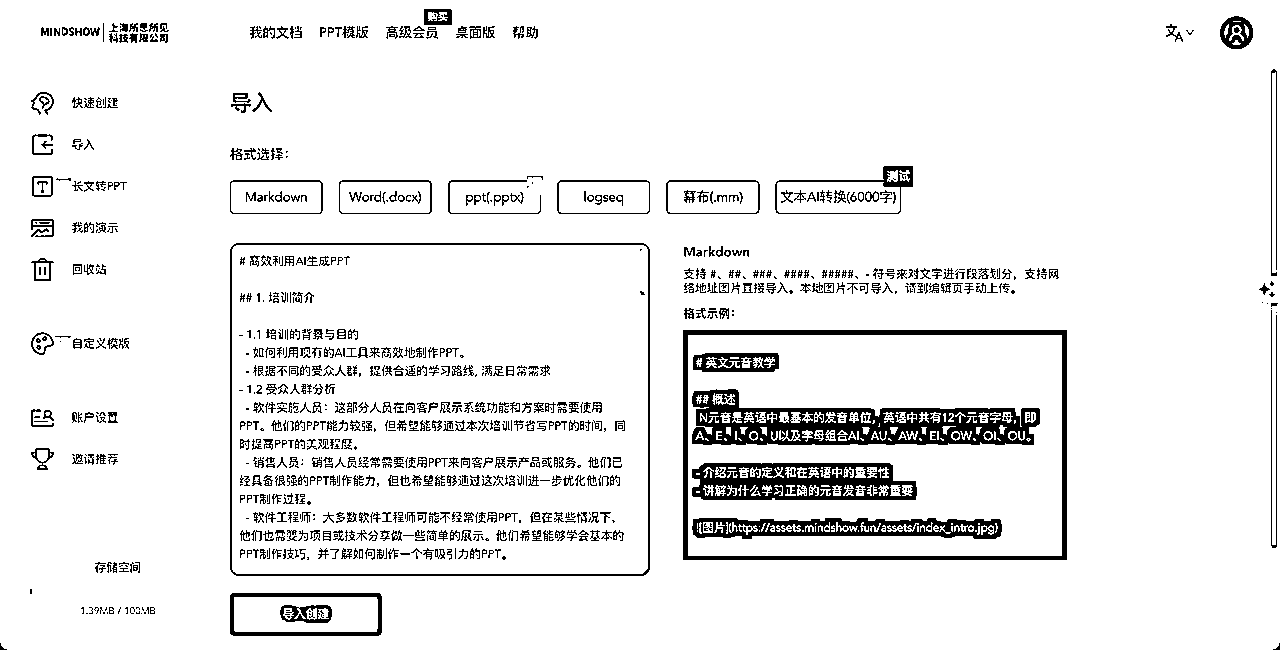 MINDSHOW 上海所思所见
科技有限公司
我的文档 PPT模版 高级会员 购买 桌面版 帮助
快速创建
导入
长文转PPT
我的演示
回收站
自定义模版
账户设置
邀请推荐
存储空间
1.39MB / 100MB
导入
格式选择:
Markdown Word(.docx) ppt(.pptx) logseq 幕布(.mm) 文本AI转换(6000字) 测试
# 高效利用AI生成PPT
## 1. 培训简介
- 1.1 培训的背景与目的
- 如何利用现有的AI工具来高效地制作PPT。
- 根据不同的受众人群，提供合适的学习路线, 满足日常需求
- 1.2 受众人群分析
- 软件实施人员：这部分人员在向客户展示系统功能和方案时需要使用
PPT。他们的PPT能力较强，但希望能够通过本次培训节省写PPT的时间，同
时提高PPT的美观程度。
- 销售人员：销售人员经常需要使用PPT来向客户展示产品或服务。他们已
经具备很强的PPT制作能力，但也希望能够通过这次培训进一步优化他们的
PPT制作过程。
- 软件工程师：大多数软件工程师可能不经常使用PPT，但在某些情况下、
他们也需要为项目或技术分享做一些简单的展示。他们希望能够学会基本的
PPT制作技巧，并了解如何制作一个有吸引力的PPT。
导入创建
Markdown
支持 #、##、###、####、#####、- 符号来对文字进行段落划分，支持网
络地址图片直接导入。本地图片不可导入，请到编辑页手动上传。
格式示例：
# 英文元音教学
## 概述
N元音是英语中最基本的发音单位，英语中共有12个元音字母，即
A、E、I、O、U以及字母组合AI、AU、AW、EI、OW、OI、OU。
- 介绍元音的定义和在英语中的重要性
- 讲解为什么学习正确的元音发音非常重要
![图片](https://assets.mindshow.fun/assets/index_intro.jpg)